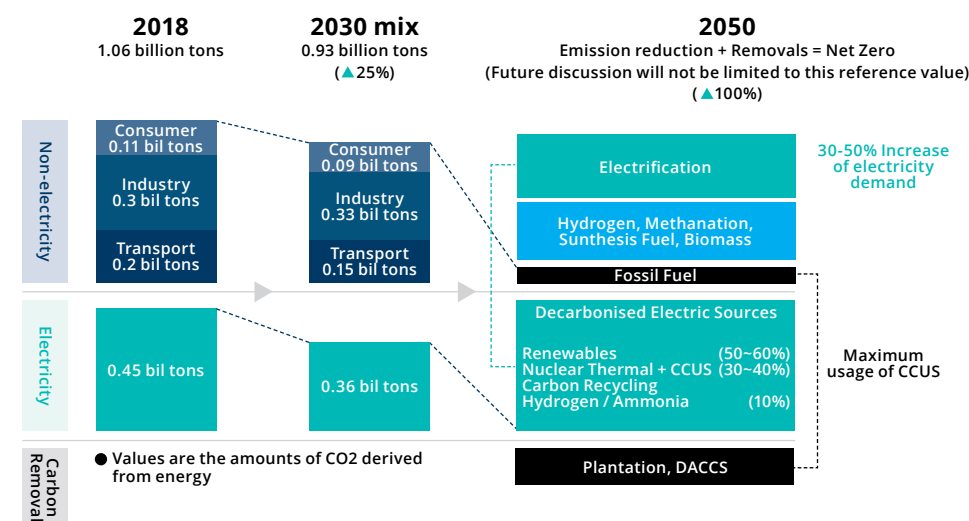 2018
1.06 billion tons
2030 mix
0.93 billion tons
(▲25%)
2050
Emission reduction + Removals = Net Zero
(Future discussion will not be limited to this reference value)
(▲100%)
Non-electricity
Consumer
0.11 bil tons
Industry
0.3 bil tons
Transport
0.2 bil tons
Consumer
0.09 bil tons
Industry
0.33 bil tons
Transport
0.15 bil tons
Electrification
30-50% Increase
of electricity
demand
Hydrogen, Methanation,
Sunthesis Fuel, Biomass
Fossil Fuel
Electricity
0.45 bil tons
0.36 bil tons
Decarbonised Electric Sources
Renewables (50~60%)
Nuclear Thermal + CCUS (30~40%)
Carbon Recycling
Hydrogen / Ammonia (10%)
Maximum
usage of CCUS
Carbon
Removal
● Values are the amounts of CO2 derived
from energy
Plantation, DACCS